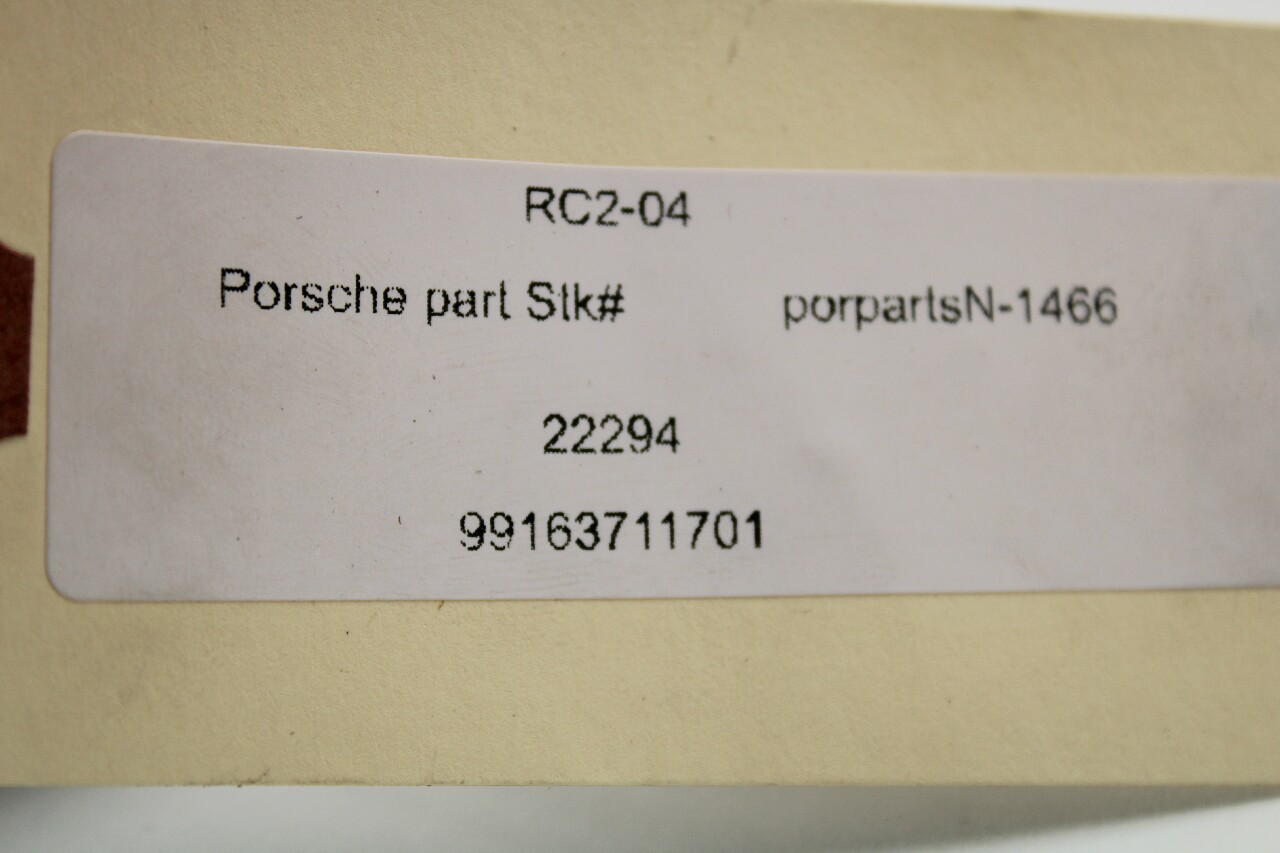 RC2-04
Porsche part Stk# porpartsN-1466
22294
99163711701